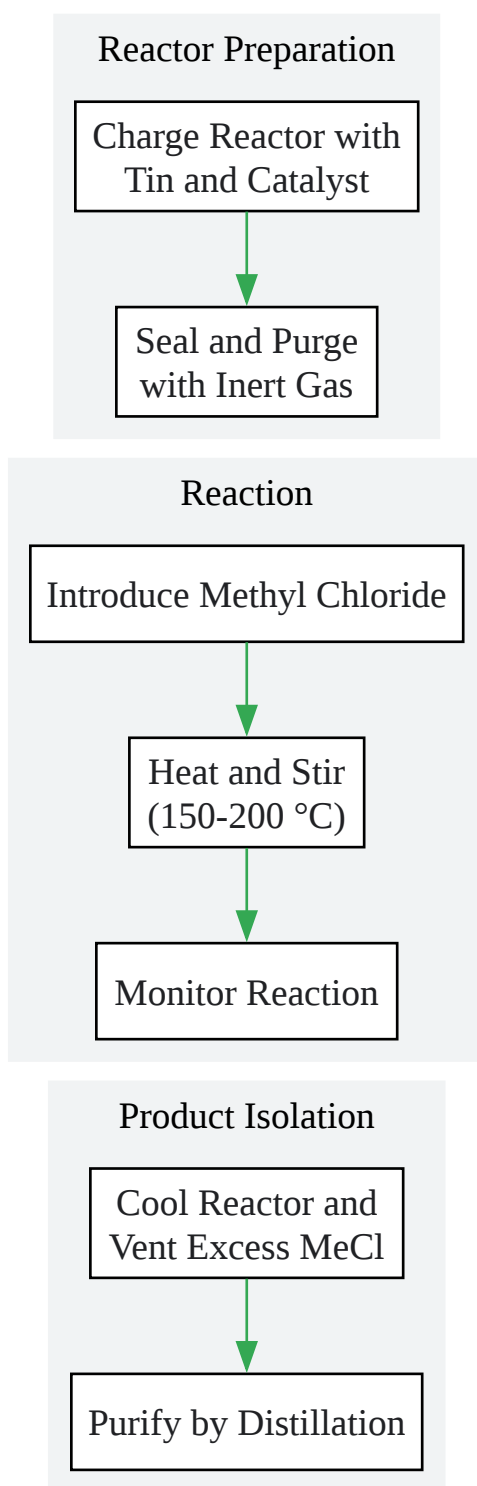 Reactor Preparation
Charge Reactor with
Tin and Catalyst
Seal and Purge
with Inert Gas
Reaction
Introduce Methyl Chloride
Heat and Stir
(150-200 °C)
Monitor Reaction
Product Isolation
Cool Reactor and
Vent Excess MeCl
Purify by Distillation